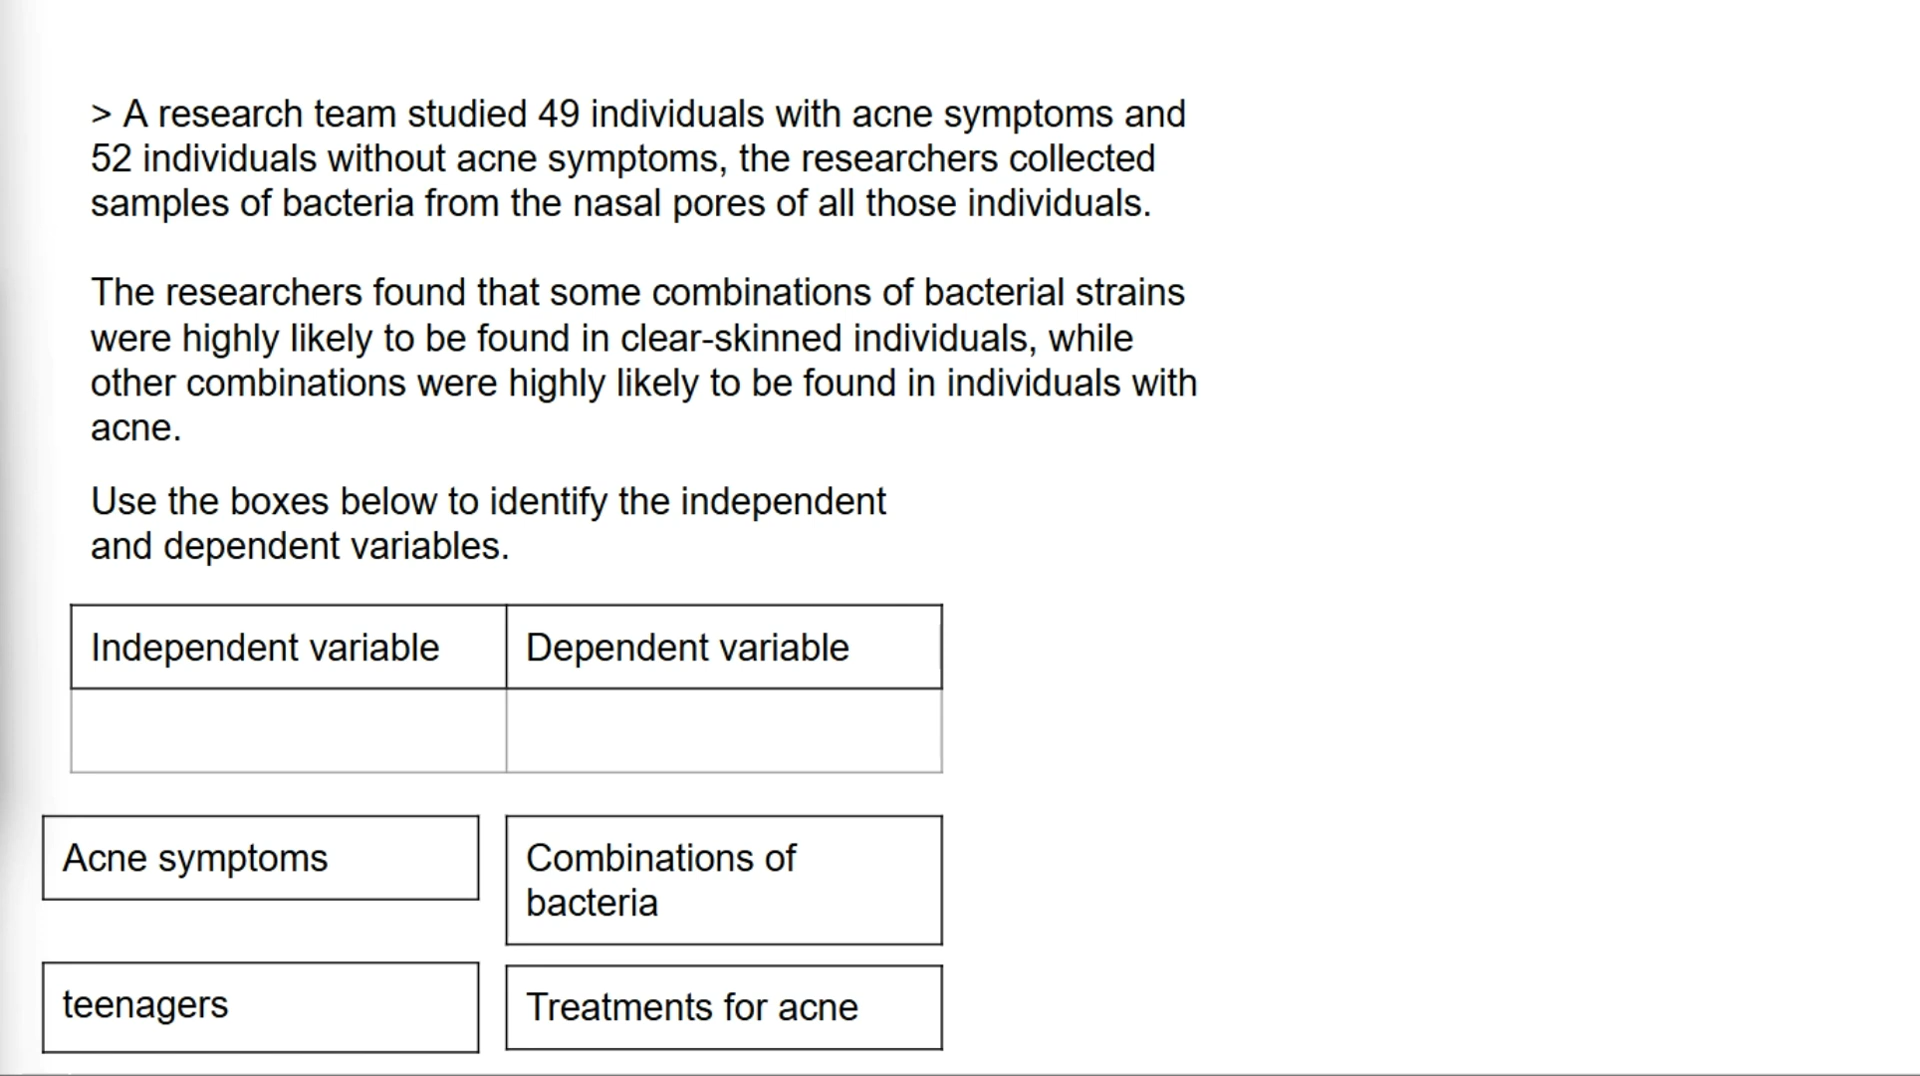 > A research team studied 49 individuals with acne symptoms and
52 individuals without acne symptoms, the researchers collected
samples of bacteria from the nasal pores of all those individuals.
The researchers found that some combinations of bacterial strains
were highly likely to be found in clear-skinned individuals, while
other combinations were highly likely to be found in individuals with
acne.
Use the boxes below to identify the independent
and dependent variables.
Independent variable
Dependent variable
Acne symptoms
Combinations of
bacteria
teenagers
Treatments for acne